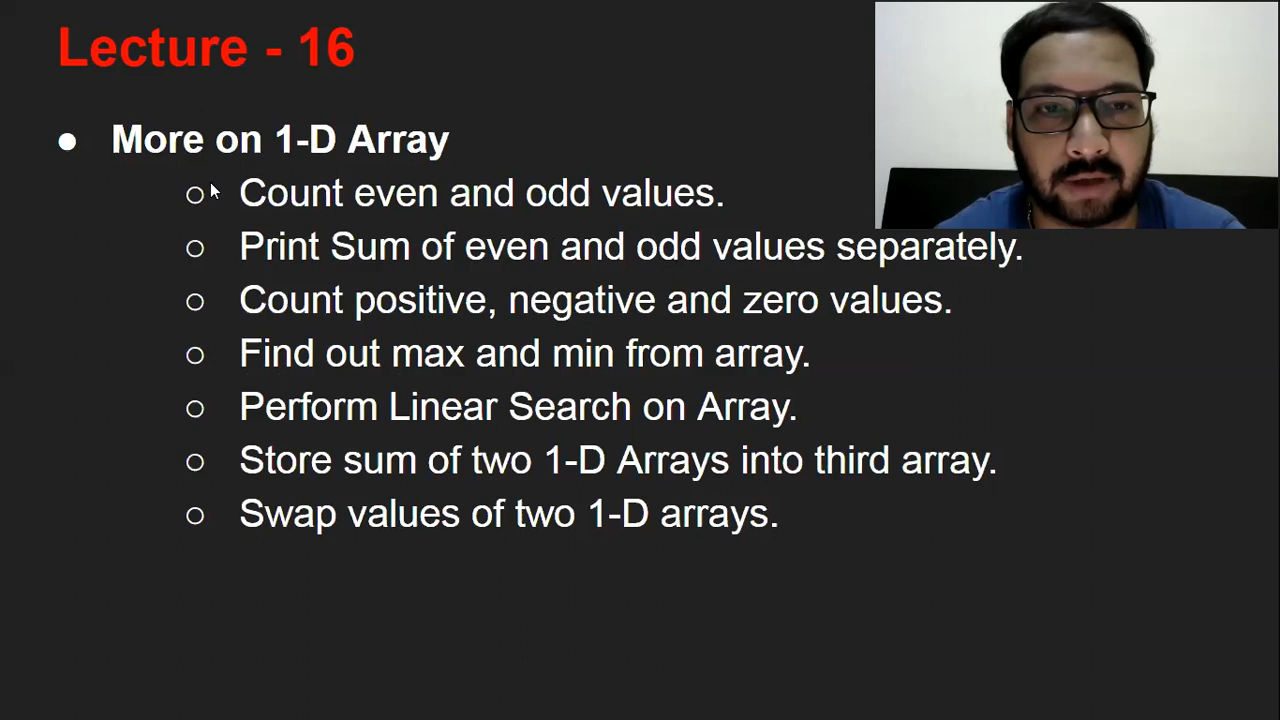 Lecture - 16
● More on 1-D Array
○ Count even and odd values.
○ Print Sum of even and odd values separately.
○ Count positive, negative and zero values.
○ Find out max and min from array.
○ Perform Linear Search on Array.
○ Store sum of two 1-D Arrays into third array.
○ Swap values of two 1-D arrays.